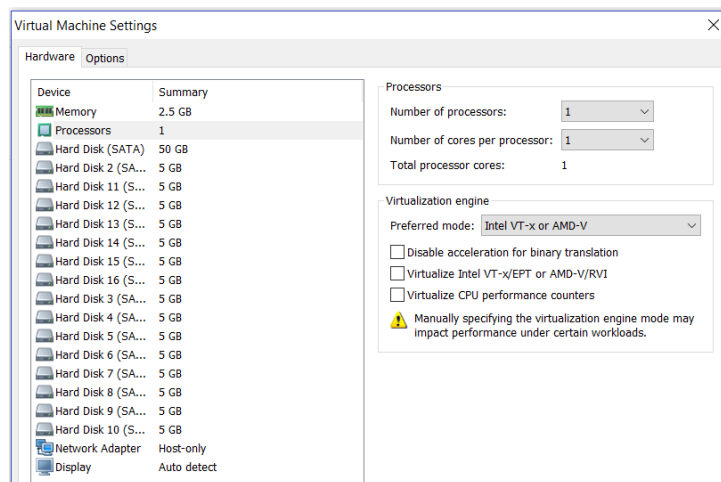 Virtual Machine Settings
Hardware Options
Device Summary
Memory 2.5 GB
Processors 1
Hard Disk (SATA) 50 GB
Hard Disk 2 (SA... 5 GB
Hard Disk 11 (S... 5 GB
Hard Disk 12 (S... 5 GB
Hard Disk 13 (S... 5 GB
Hard Disk 14 (S... 5 GB
Hard Disk 15 (S... 5 GB
Hard Disk 16 (S... 5 GB
Hard Disk 3 (SA... 5 GB
Hard Disk 4 (SA... 5 GB
Hard Disk 5 (SA... 5 GB
Hard Disk 6 (SA... 5 GB
Hard Disk 7 (SA... 5 GB
Hard Disk 8 (SA... 5 GB
Hard Disk 9 (SA... 5 GB
Hard Disk 10 (S... 5 GB
Network Adapter Host-only
Display Auto detect
Processors
Number of processors: 1
Number of cores per processor: 1
Total processor cores: 1
Virtualization engine
Preferred mode: Intel VT-x or AMD-V
Disable acceleration for binary translation
Virtualize Intel VT-x/EPT or AMD-V/RVI
Virtualize CPU performance counters
Manually specifying the virtualization engine mode may
impact performance under certain workloads.